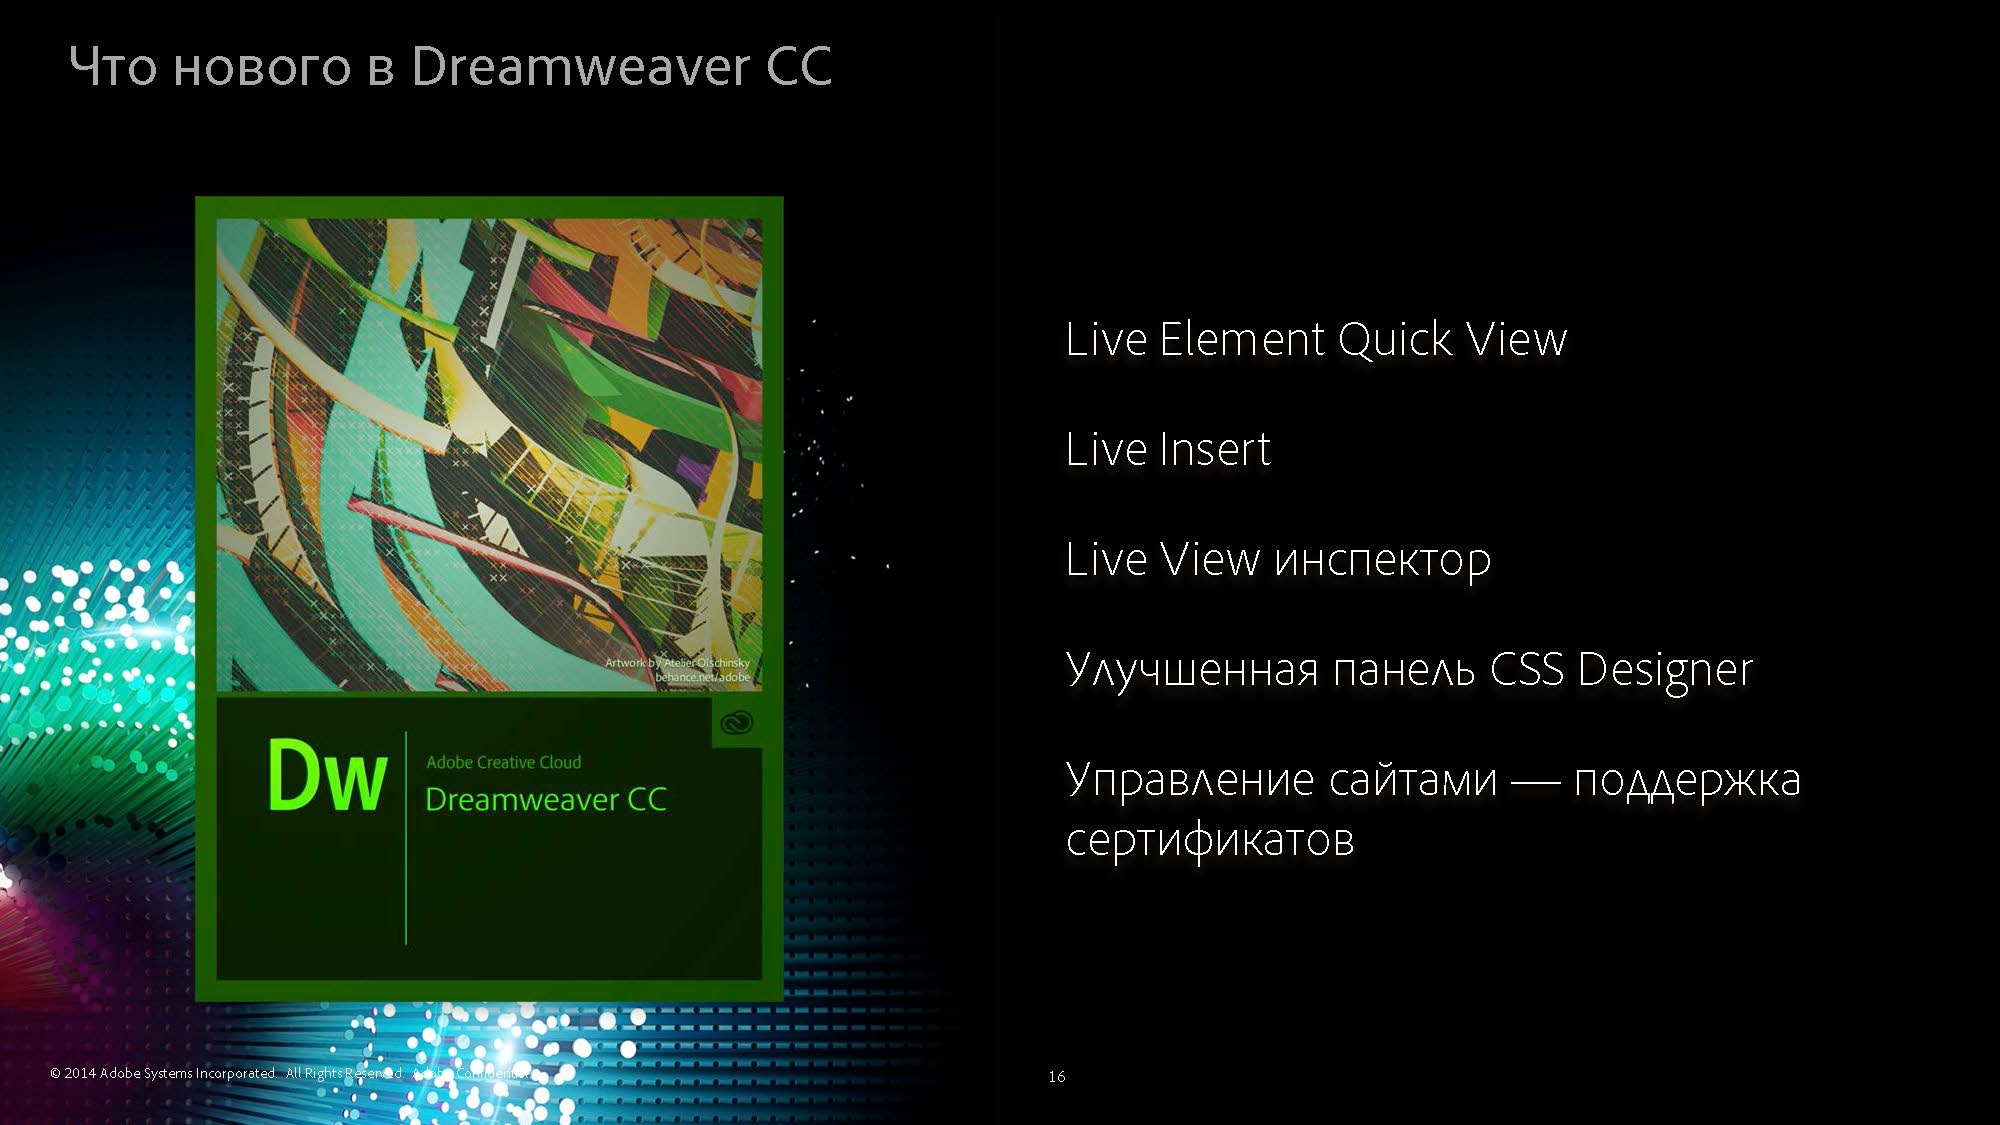 Что нового в Dreamweaver CC
Artwork by Atelier Olschinsky
behance.net/adobe
Dw
Adobe Creative Cloud
Dreamweaver CC
Live Element Quick View
Live Insert
Live View инспектор
Улучшенная панель CSS Designer
Управление сайтами — поддержка
сертификатов
© 2014 Adobe Systems Incorporated. All Rights Reserved. Adobe Confidential.
16